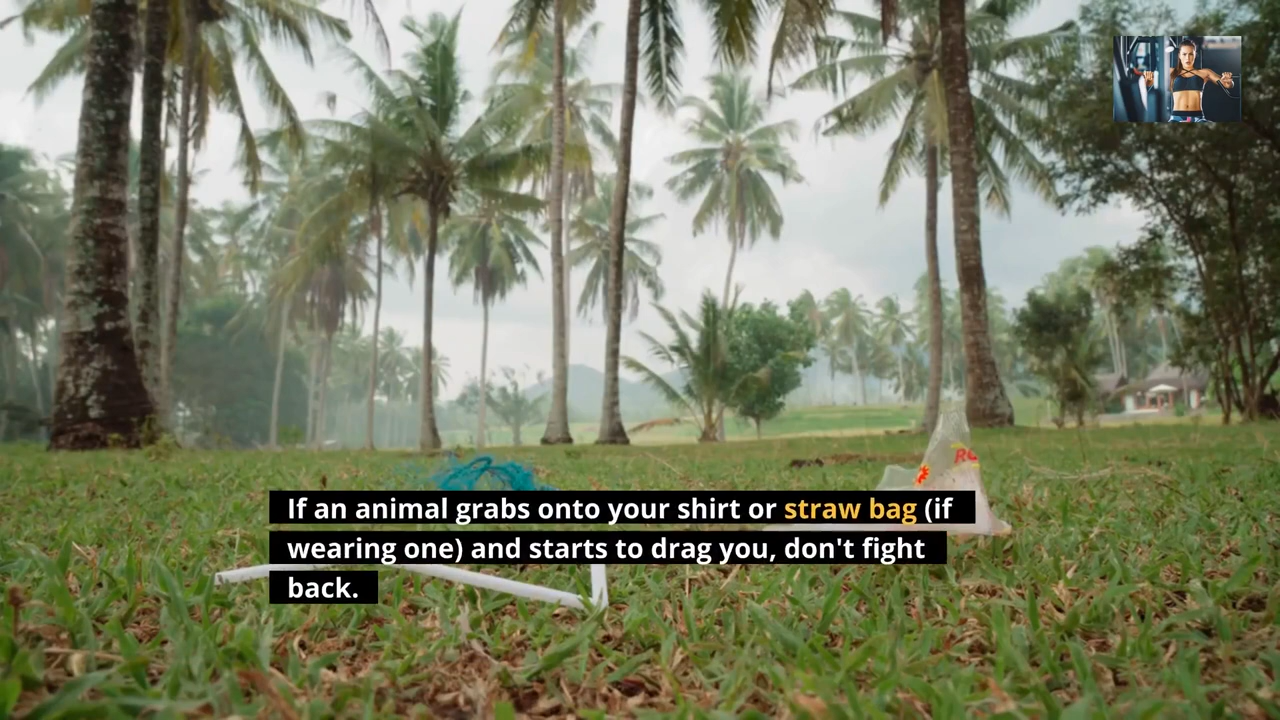 If an animal grabs onto your shirt or straw bag (if
wearing one) and starts to drag you, don't fight
back.